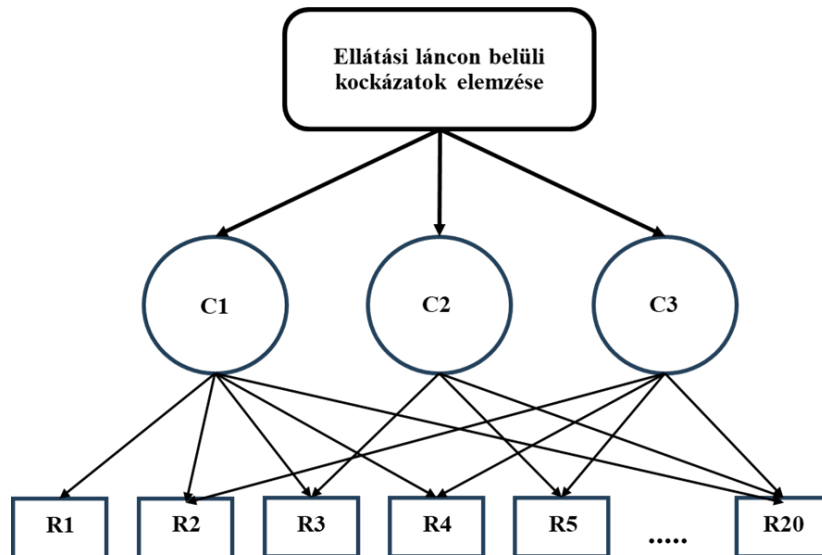 Ellátási láncon belüli
kockázatok elemzése
C1 C2 C3
R1 R2 R3 R4 R5 ..... R20